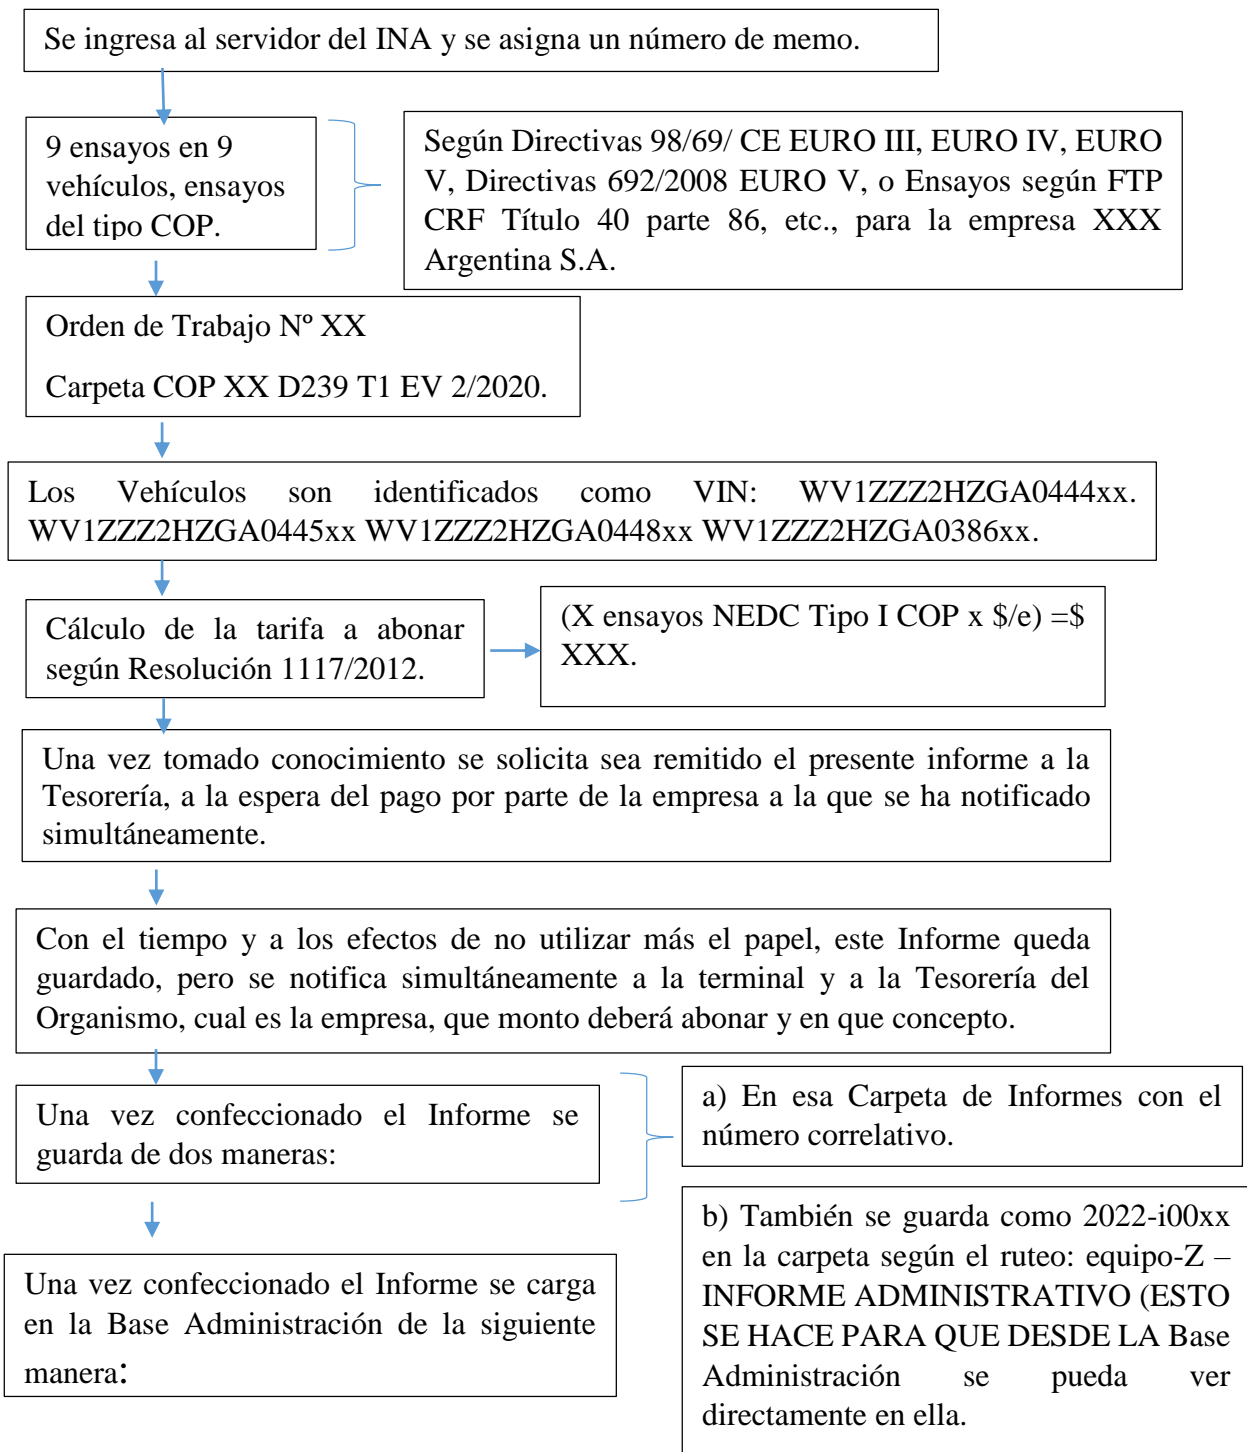 Se ingresa al servidor del INA y se asigna un número de memo.
9 ensayos en 9
vehículos, ensayos
del tipo COP.
Según Directivas 98/69/ CE EURO III, EURO IV, EURO
V, Directivas 692/2008 EURO V, o Ensayos según FTP
CRF Título 40 parte 86, etc., para la empresa XXX
Argentina S.A.
Orden de Trabajo Nº XX
Carpeta COP XX D239 T1 EV 2/2020.
Los Vehículos son identificados como VIN: WV1ZZZ2HZGA0444xx.
WV1ZZZ2HZGA0445xx WV1ZZZ2HZGA0448xx WV1ZZZ2HZGA0386xx.
Cálculo de la tarifa a abonar
según Resolución 1117/2012.
(X ensayos NEDC Tipo I COP x $/e) =$
XXX.
Una vez tomado conocimiento se solicita sea remitido el presente informe a la
Tesorería, a la espera del pago por parte de la empresa a la que se ha notificado
simultáneamente.
Con el tiempo y a los efectos de no utilizar más el papel, este Informe queda
guardado, pero se notifica simultáneamente a la terminal y a la Tesorería del
Organismo, cual es la empresa, que monto deberá abonar y en que concepto.
Una vez confeccionado el Informe se
guarda de dos maneras:
a) En esa Carpeta de Informes con el
número correlativo.
b) También se guarda como 2022-i00xx
en la carpeta según el ruteo: equipo-Z –
INFORME ADMINISTRATIVO (ESTO
SE HACE PARA QUE DESDE LA Base
Administración se pueda ver
directamente en ella.
Una vez confeccionado el Informe se carga
en la Base Administración de la siguiente
manera: